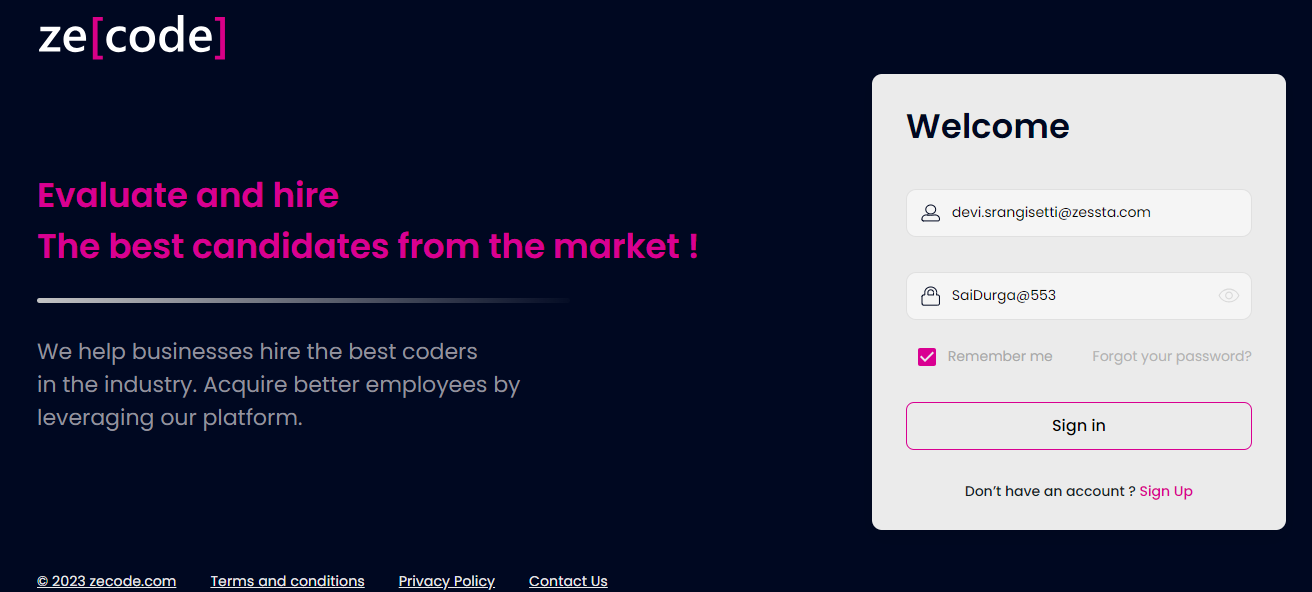 ze[code]
Welcome
Evaluate and hire
The best candidates from the market !
We help businesses hire the best coders
in the industry. Acquire better employees by
leveraging our platform.
devi.srangisetti@zessta.com
SaiDurga@553
Remember me Forgot your password?
Sign in
Don't have an account ? Sign Up
© 2023 zecode.com Terms and conditions Privacy Policy Contact Us